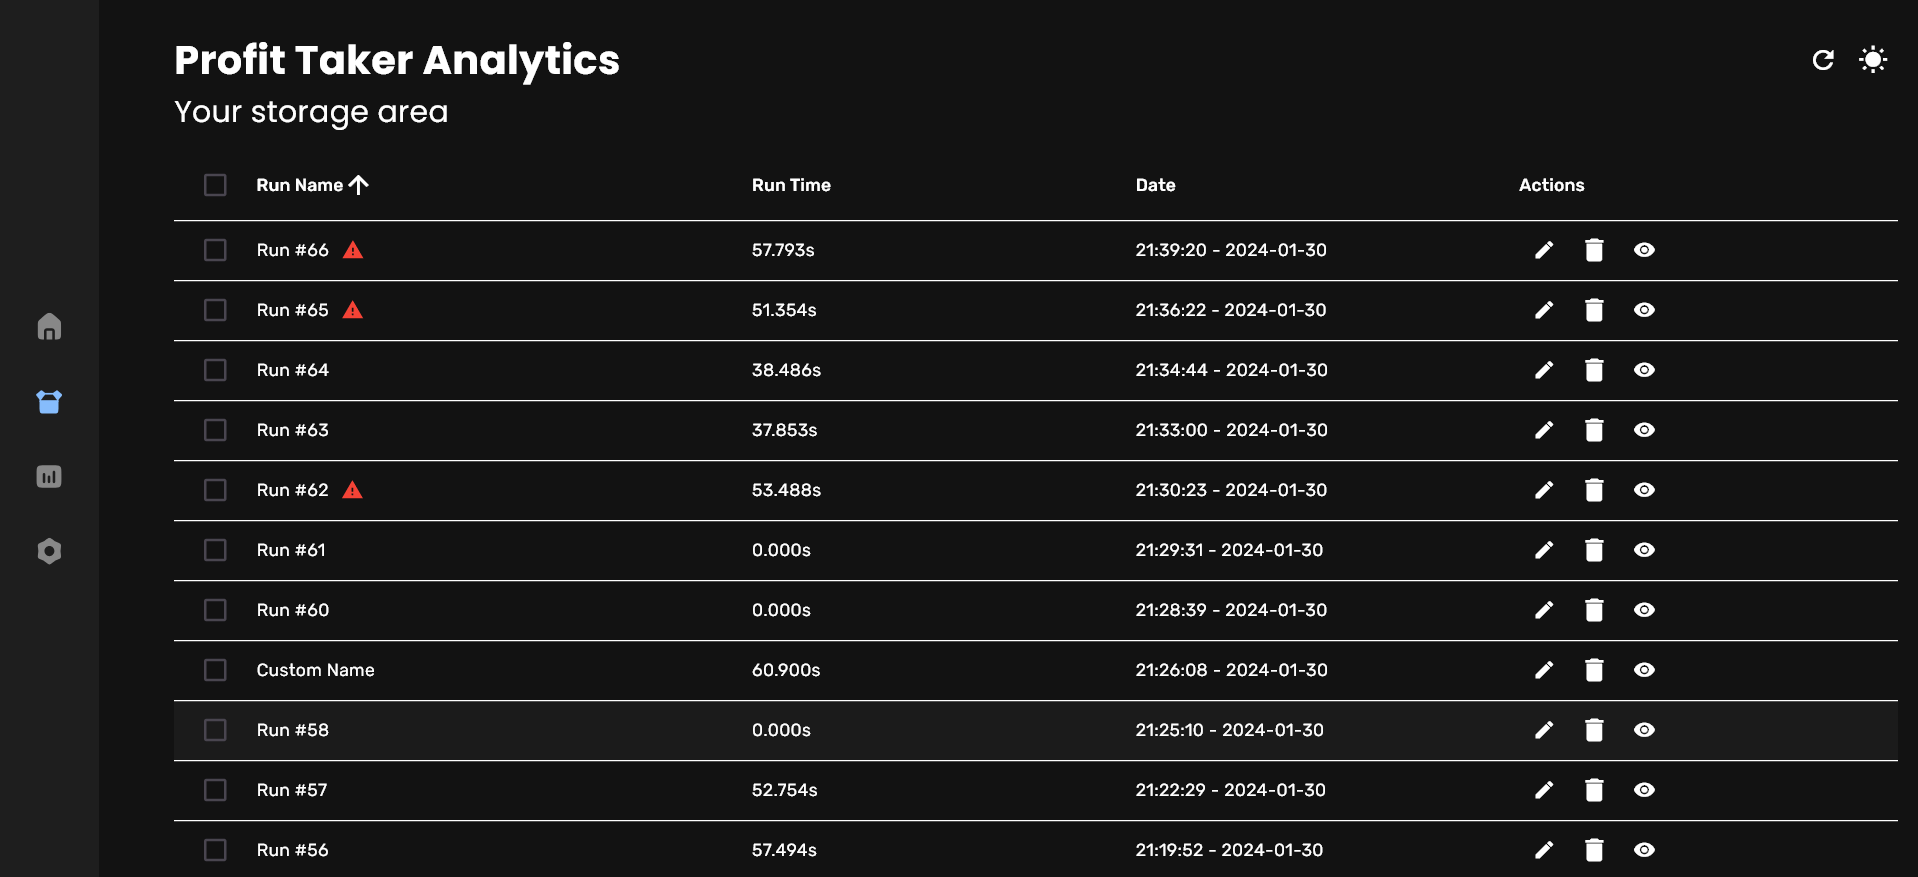 Profit Taker Analytics
Your storage area
Run Name Run Time Date Actions
Run #66 57.793s 21:39:20 - 2024-01-30
Run #65 51.354s 21:36:22 - 2024-01-30
Run #64 38.486s 21:34:44 - 2024-01-30
Run #63 37.853s 21:33:00 - 2024-01-30
Run #62 53.488s 21:30:23 - 2024-01-30
Run #61 0.000s 21:29:31 - 2024-01-30
Run #60 0.000s 21:28:39 - 2024-01-30
Custom Name 60.900s 21:26:08 - 2024-01-30
Run #58 0.000s 21:25:10 - 2024-01-30
Run #57 52.754s 21:22:29 - 2024-01-30
Run #56 57.494s 21:19:52 - 2024-01-30